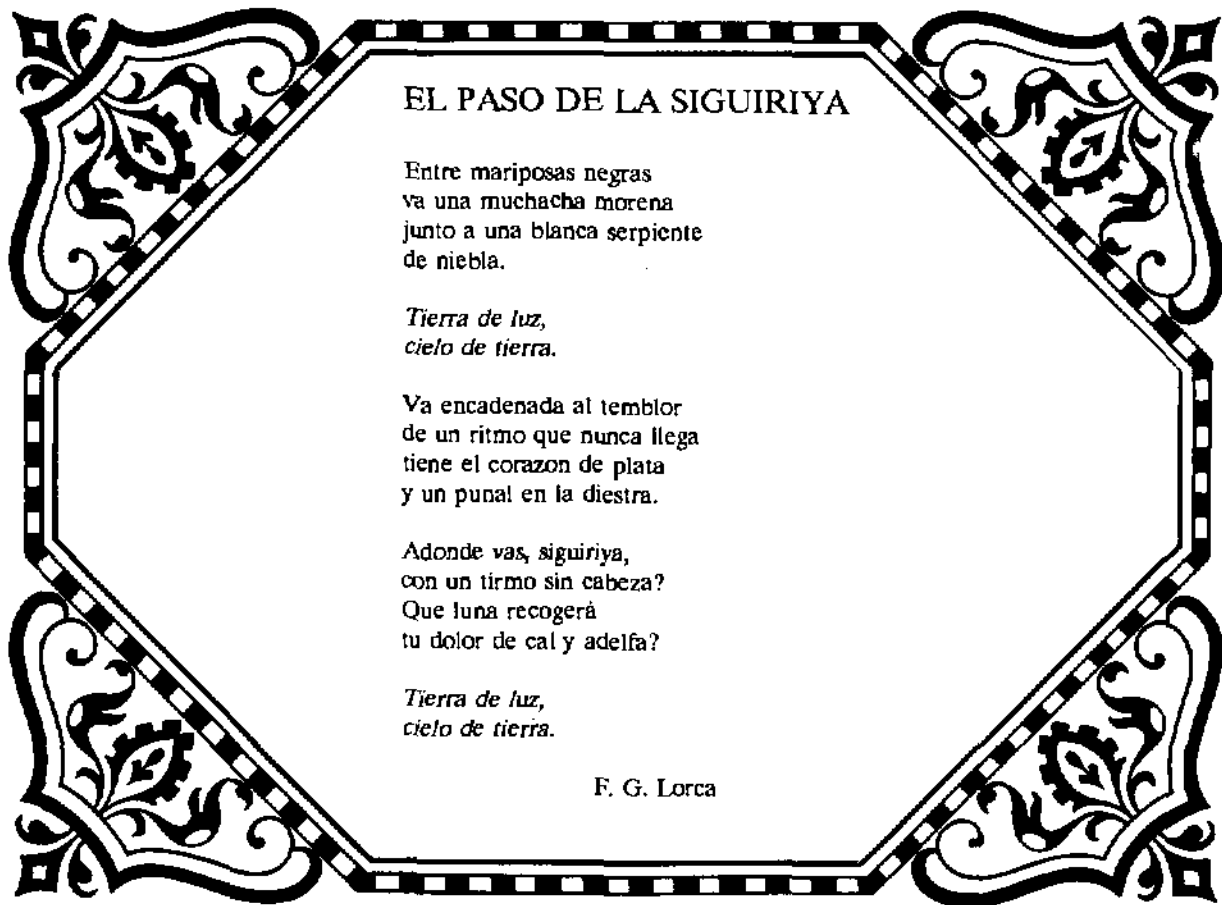 EL PASO DE LA SIGUIRIYA
Entre mariposas negras
va una muchacha morena
junto a una blanca serpiente
de niebla.
Tierra de luz,
cielo de tierra.
Va encadenada al temblor
de un ritmo que nunca llega
tiene el corazon de plata
y un punal en la diestra.
Adonde vas, siguiriya,
con un tirmo sin cabeza?
Que luna recogerà
tu dolor de cal y adelfa?
Tierra de luz,
cielo de tierra.
F. G. Lorca